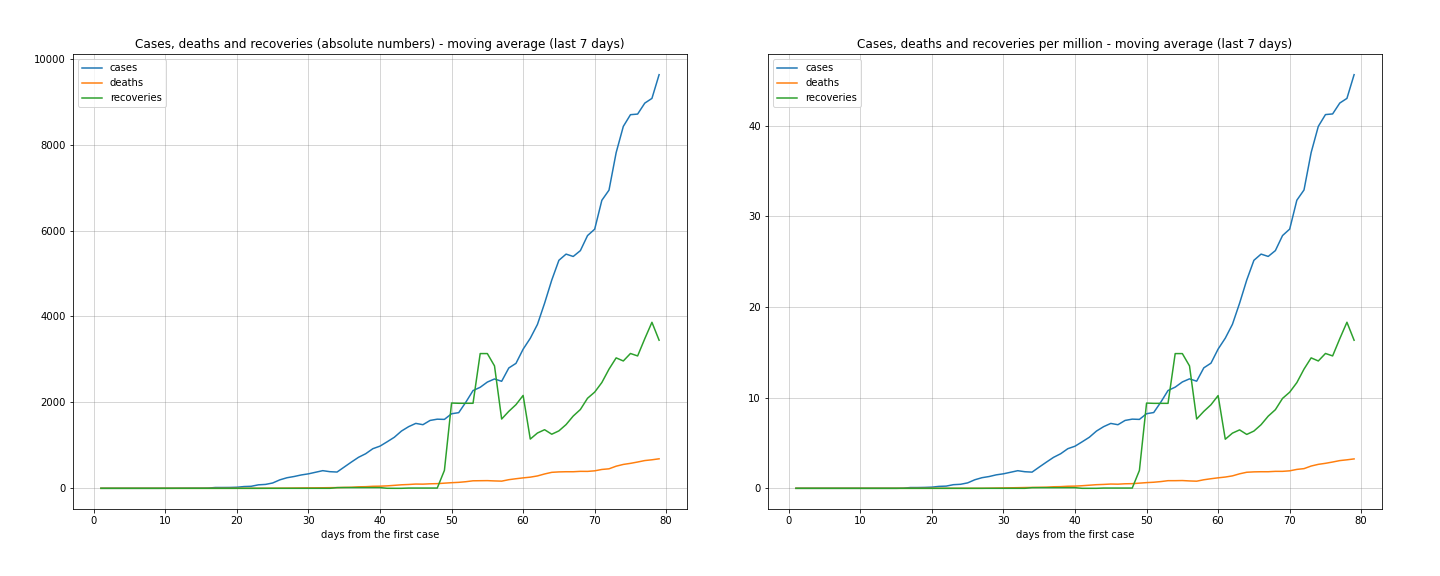 Cases, deaths and recoveries (absolute numbers) - moving average (last 7 days)
cases
deaths
recoveries
10000
8000
6000
4000
2000
0
0 10 20 30 40 50 60 70 80
days from the first case
Cases, deaths and recoveries per million - moving average (last 7 days)
cases
deaths
recoveries
40
30
20
10
0
0 10 20 30 40 50 60 70 80
days from the first case